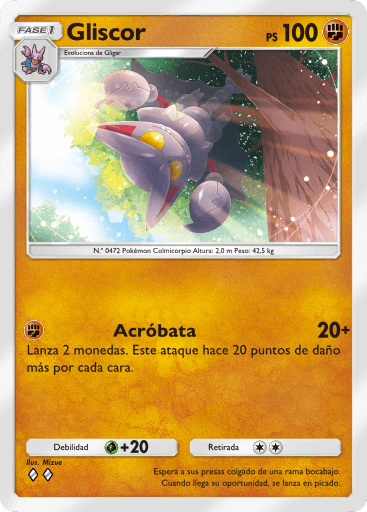 FASE 1 Gliscor PS 100
Evoluciona de Gligar
N.º 0472 Pokémon Colmicorpio Altura: 2,0 m Peso: 42,5 kg
Acróbata 20+
Lanza 2 monedas. Este ataque hace 20 puntos de daño
más por cada cara.
Debilidad +20 Retirada
Ilus. Mizue
Espera a sus presas colgado de una rama bocabajo.
Cuando llega su oportunidad, se lanza en picado.